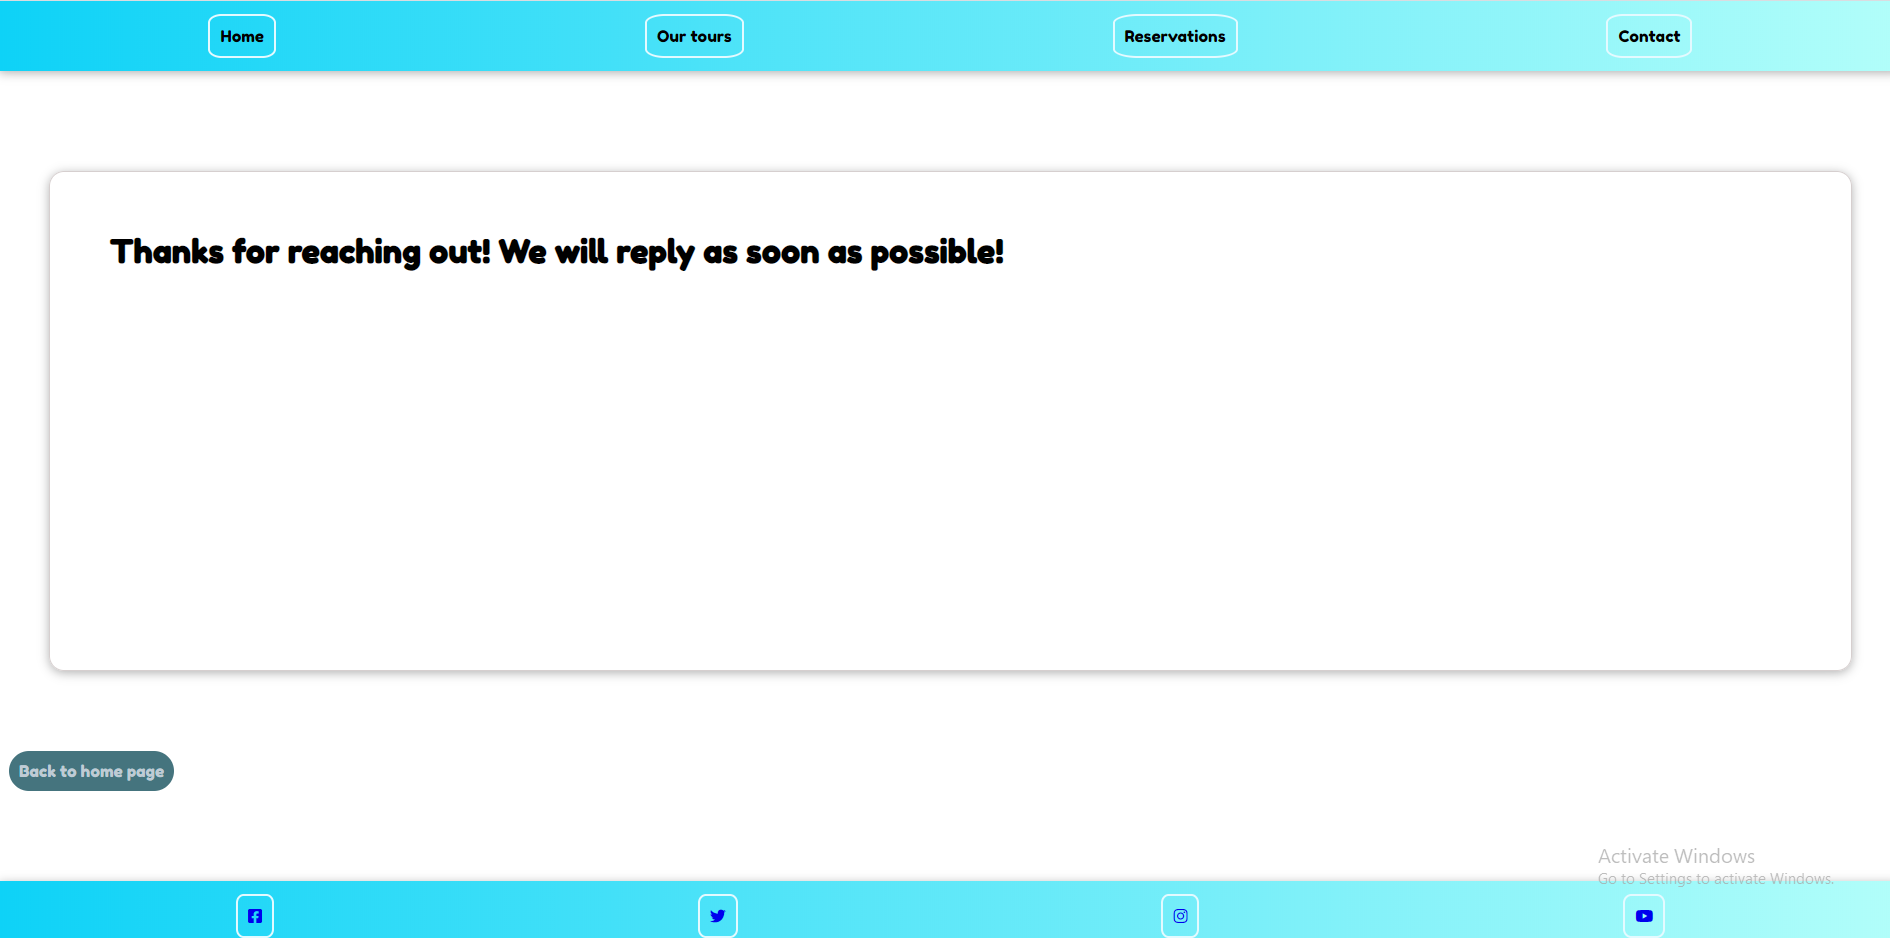 Home
Our tours
Reservations
Contact
Thanks for reaching out! We will reply as soon as possible!
Back to home page
Activate Windows
Go to Settings to activate Windows.